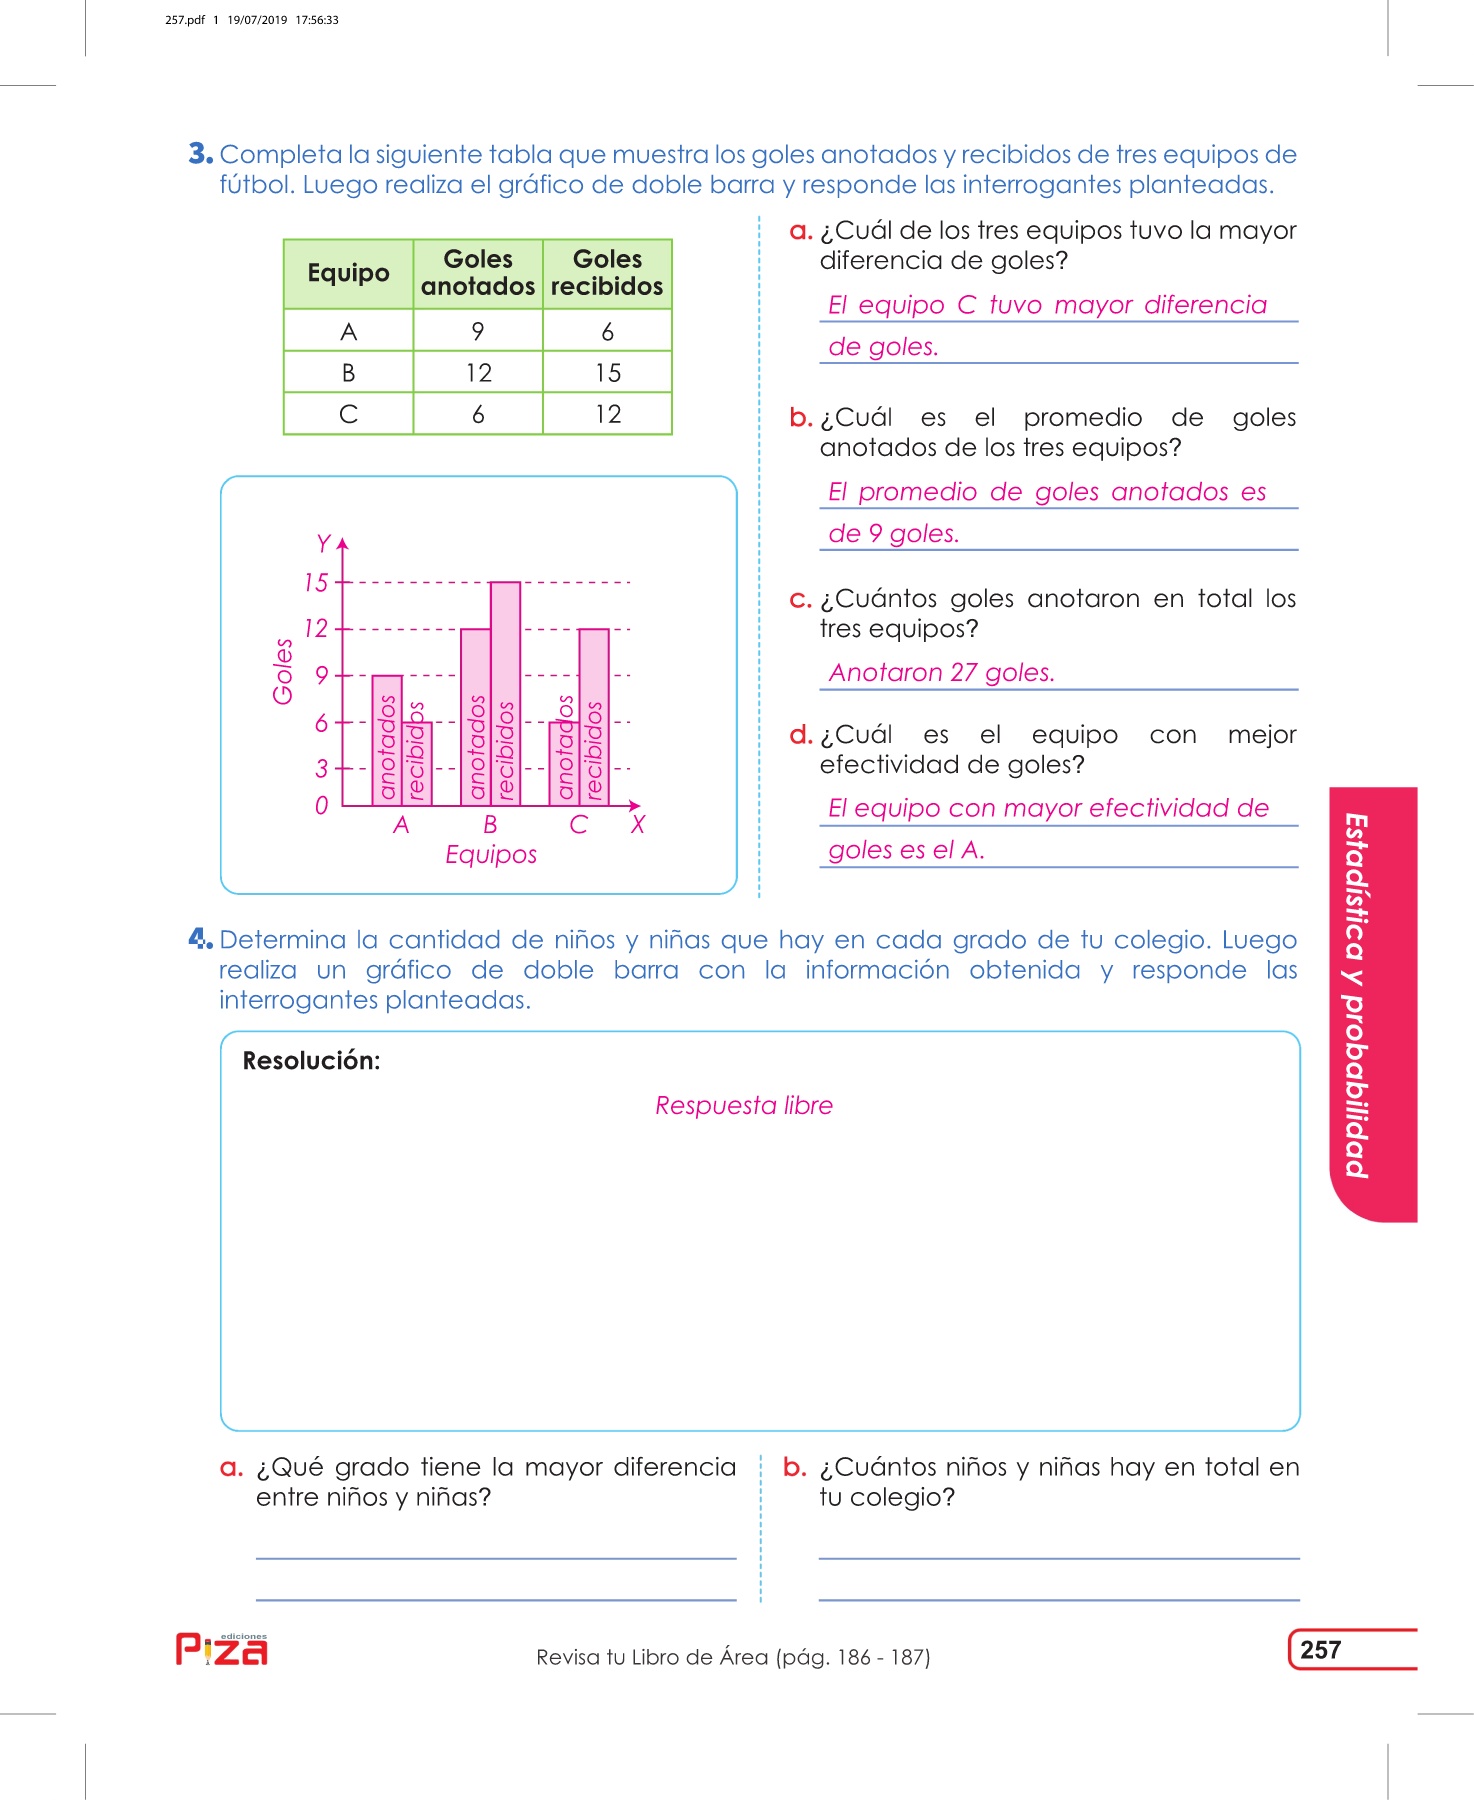 257.pdf 1 19/07/2019 17:56:33
3. Completa la siguiente tabla que muestra los goles anotados y recibidos de tres equipos de
fútbol. Luego realiza el gráfico de doble barra y responde las interrogantes planteadas.
Equipo Goles anotados Goles recibidos
A 9 6
B 12 15
C 6 12
Y
15
12
9
6
3
0
Goles
anotados
recibidos
anotados
recibidos
anotados
recibidos
A B C X
Equipos
a. ¿Cuál de los tres equipos tuvo la mayor
diferencia de goles?
El equipo C tuvo mayor diferencia
de goles.
b. ¿Cuál es el promedio de goles
anotados de los tres equipos?
El promedio de goles anotados es
de 9 goles.
c. ¿Cuántos goles anotaron en total los
tres equipos?
Anotaron 27 goles.
d. ¿Cuál es el equipo con mejor
efectividad de goles?
El equipo con mayor efectividad de
goles es el A.
Estadística y probabilidad
4. Determina la cantidad de niños y niñas que hay en cada grado de tu colegio. Luego
realiza un gráfico de doble barra con la información obtenida y responde las
interrogantes planteadas.
Resolución:
Respuesta libre
a. ¿Qué grado tiene la mayor diferencia
entre niños y niñas?
b. ¿Cuántos niños y niñas hay en total en
tu colegio?
ediciones
Piza
Revisa tu Libro de Área (pág. 186 - 187)
257